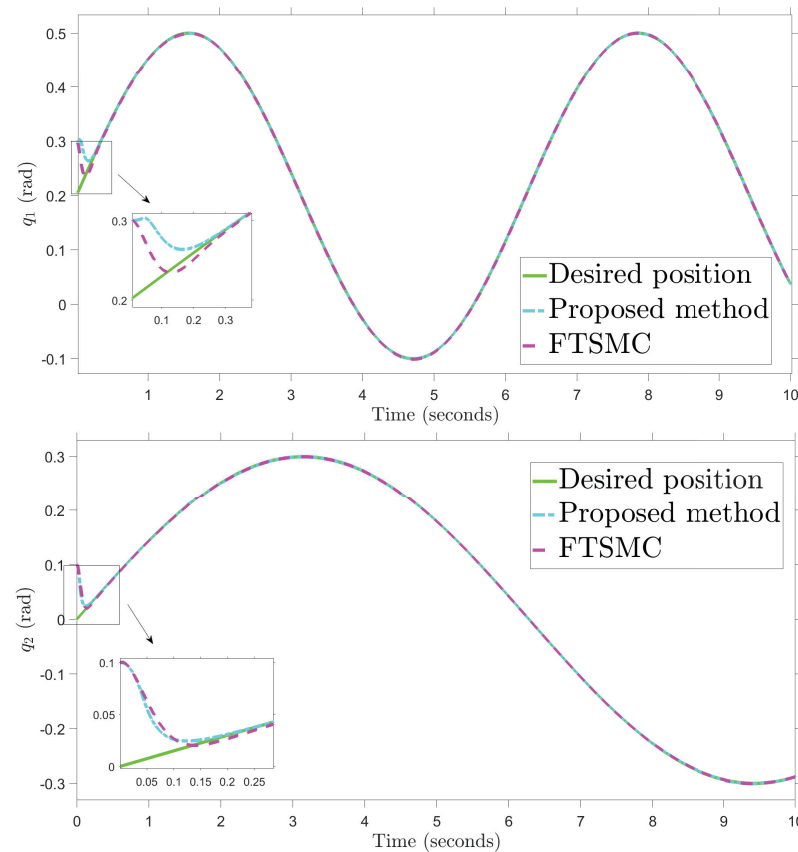 0.5
0.4
0.3
0.2
0.1
0
-0.1
q1 (rad)
0.3
0.2
0.1 0.2 0.3
Desired position
Proposed method
FTSMC
1 2 3 4 5 6 7 8 9 10
Time (seconds)
0.3
0.2
0.1
0
-0.1
-0.2
-0.3
q2 (rad)
Desired position
Proposed method
FTSMC
0.1
0.05
0
0.05 0.1 0.15 0.2 0.25
0 1 2 3 4 5 6 7 8 9 10
Time (seconds)